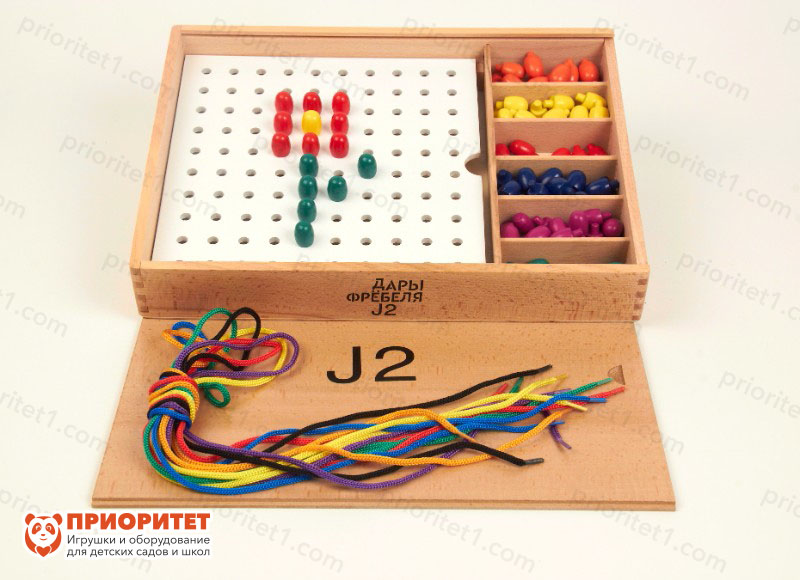 ДАРЫ
ФРЕБЕЛЯ
J2
J2
ПРИОРИТЕТ
Игрушки и оборудование
для детских садов и школ
prioritet1.com